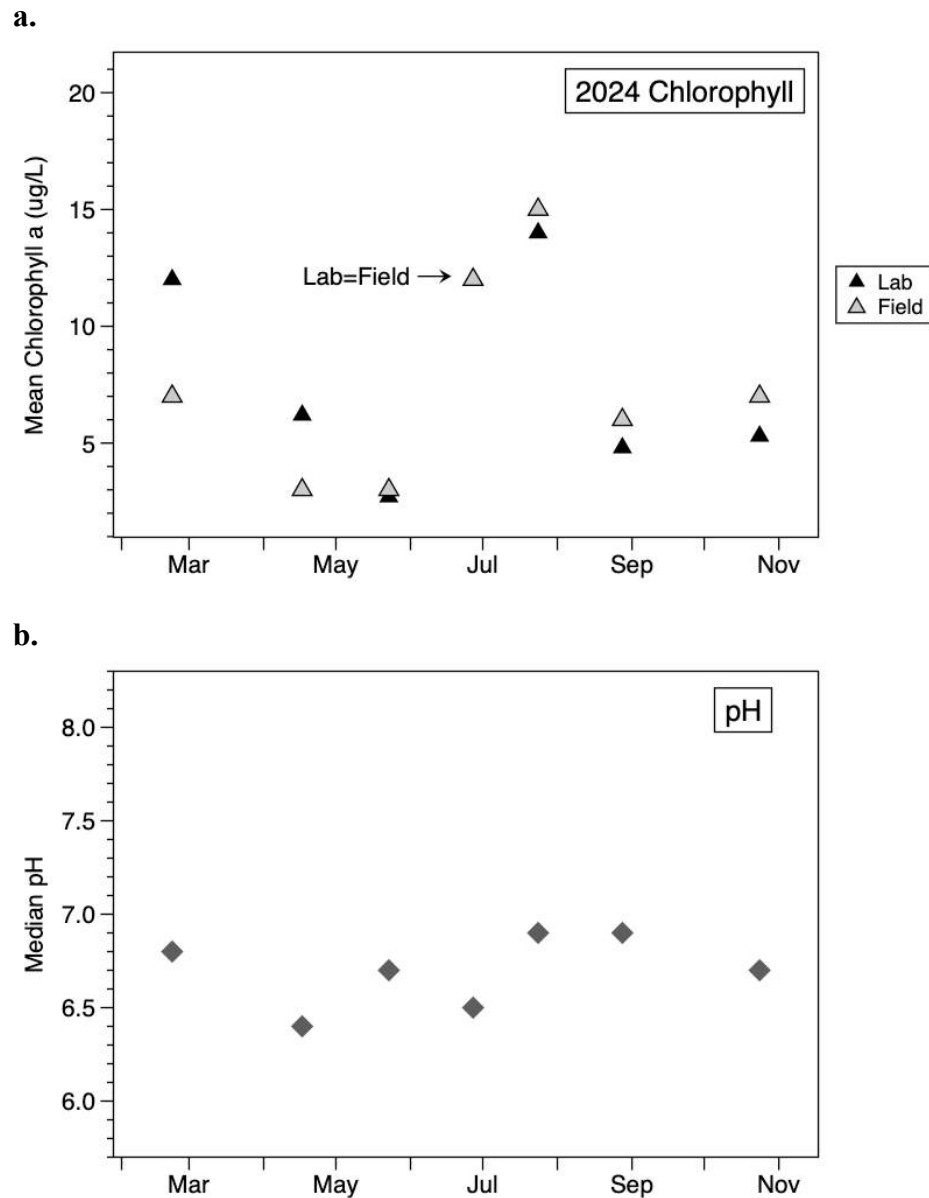 a.
2024 Chlorophyll
20
15
10
5
Mean Chlorophyll a (ug/L)
Lab=Field
Lab
Field
Mar May Jul Sep Nov
b.
pH
8.0
7.5
7.0
6.5
6.0
Median pH
Mar May Jul Sep Nov